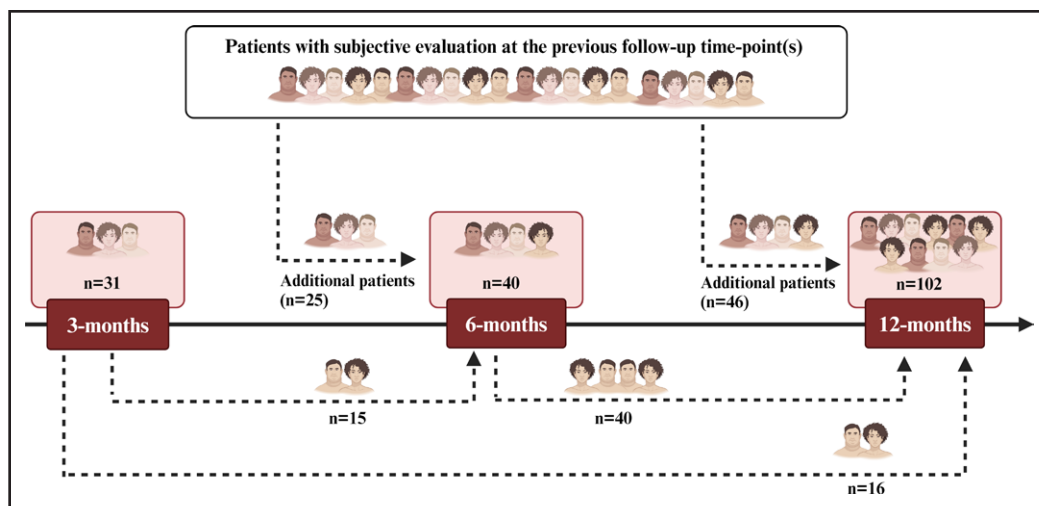 Patients with subjective evaluation at the previous follow-up time-point(s)
n=31
Additional patients
(n=25)
n=40
Additional patients
(n=46)
n=102
3-months
6-months
12-months
n=15
n=40
n=16